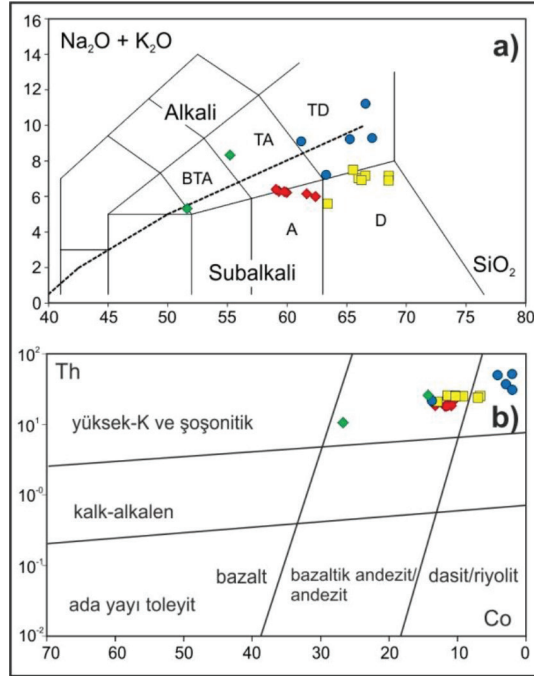 Na₂O + K₂O
a)
16
14
12
10
8
6
4
2
0
Alkali
TD
TA
BTA
A
D
Subalkali
SiO₂
40 45 50 55 60 65 70 75 80
Th
b)
10²
10¹
10⁻⁰
10⁻¹
10⁻²
yüksek-K ve şoşonitik
kalk-alkalen
ada yayı toleyit
bazalt
bazaltik andezit/
andezit
dasit/riyolit
Co
70 60 50 40 30 20 10 0